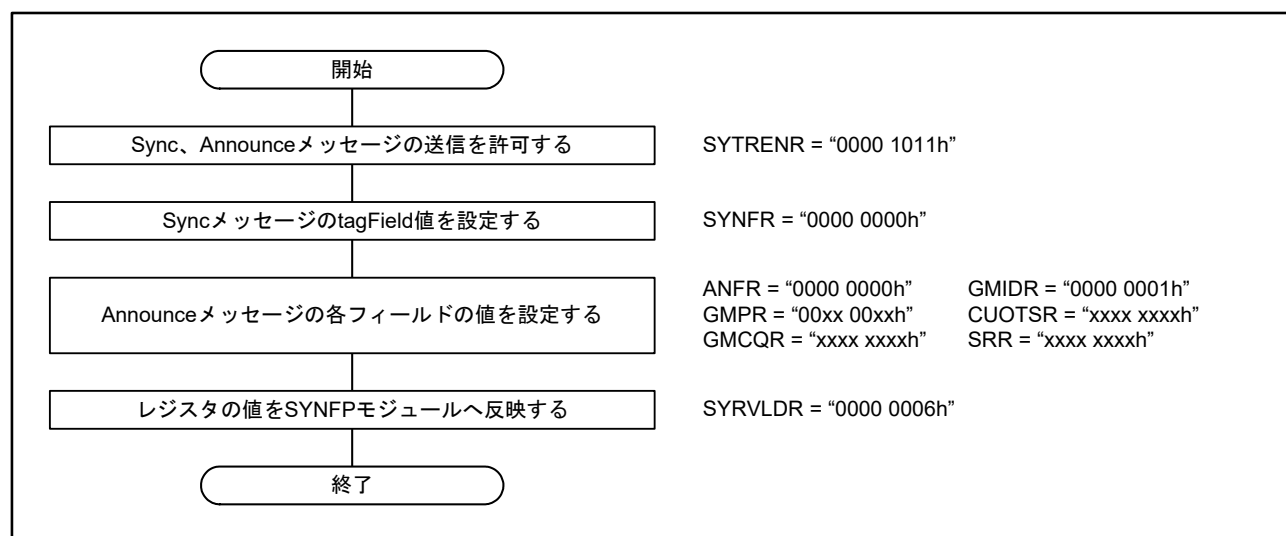 開始
Sync、Announceメッセージの送信を許可する
SYTRENR = “0000 1011h”
SyncメッセージのtagField値を設定する
SYNFR = “0000 0000h”
Announceメッセージの各フィールドの値を設定する
ANFR = “0000 0000h” GMIDR = “0000 0001h”
GMPR = “00xx 00xxh” CUOTSR = “xxxx xxxxh”
GMCQR = “xxxx xxxxh” SRR = “xxxx xxxxh”
レジスタの値をSYNFPモジュールへ反映する
SYRVLDR = “0000 0006h”
終了